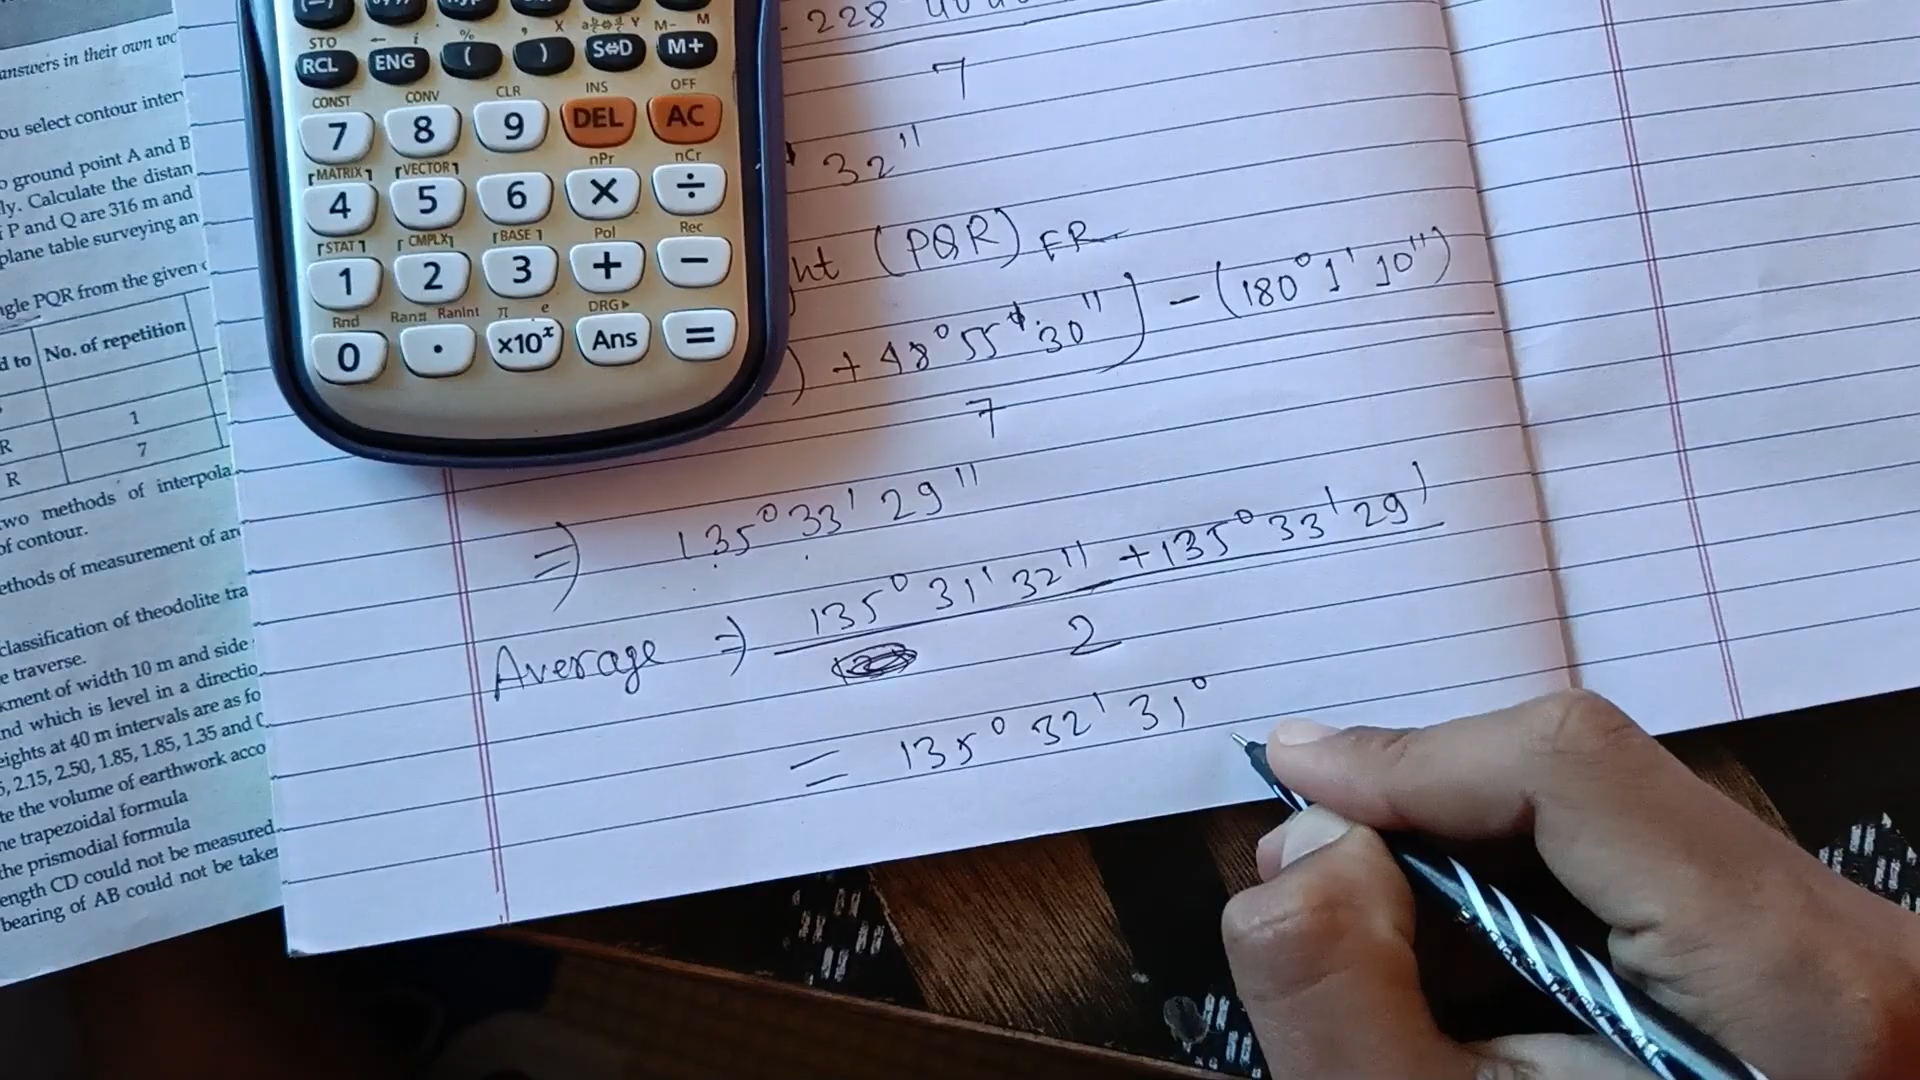 answers in their own
ou select contour inter
o ground point A and B
ly. Calculate the distan
P and Q are 316 m and
plane table surveying an
ngle PQR from the given
d to No. of repetition
R 1
R 7
wo methods of interpola
of contour.
ethods of measurement of an
classification of theodolite tra
e traverse.
kment of width 10 m and side
nd which is level in a directio
eights at 40 m intervals are as fo
5, 2.15, 2.50, 1.85, 1.85, 1.35 and
te the volume of earthwork acco
he trapezoidal formula
the prismodial formula
ength CD could not be measured
bearing of AB could not be taken
STO ← i % , X Y M- M
RCL ENG ( ) S⇔D M+
CONST CONV CLR INS OFF
7 8 9 DEL AC
MATRIX VECTOR nPr nCr
4 5 6 × ÷
STAT CMPLX BASE Pol Rec
1 2 3 + −
Rnd Ran# RanInt π e DRG▸
0 . ×10ˣ Ans =
228
7
32"
ht (PQR) FR
) + 48° 55' 30") - (180° 1' 10")
7
⇒ 135° 33' 29"
Average ⇒ 135° 31' 32" + 135° 33' 29'
2
= 135° 32' 31°